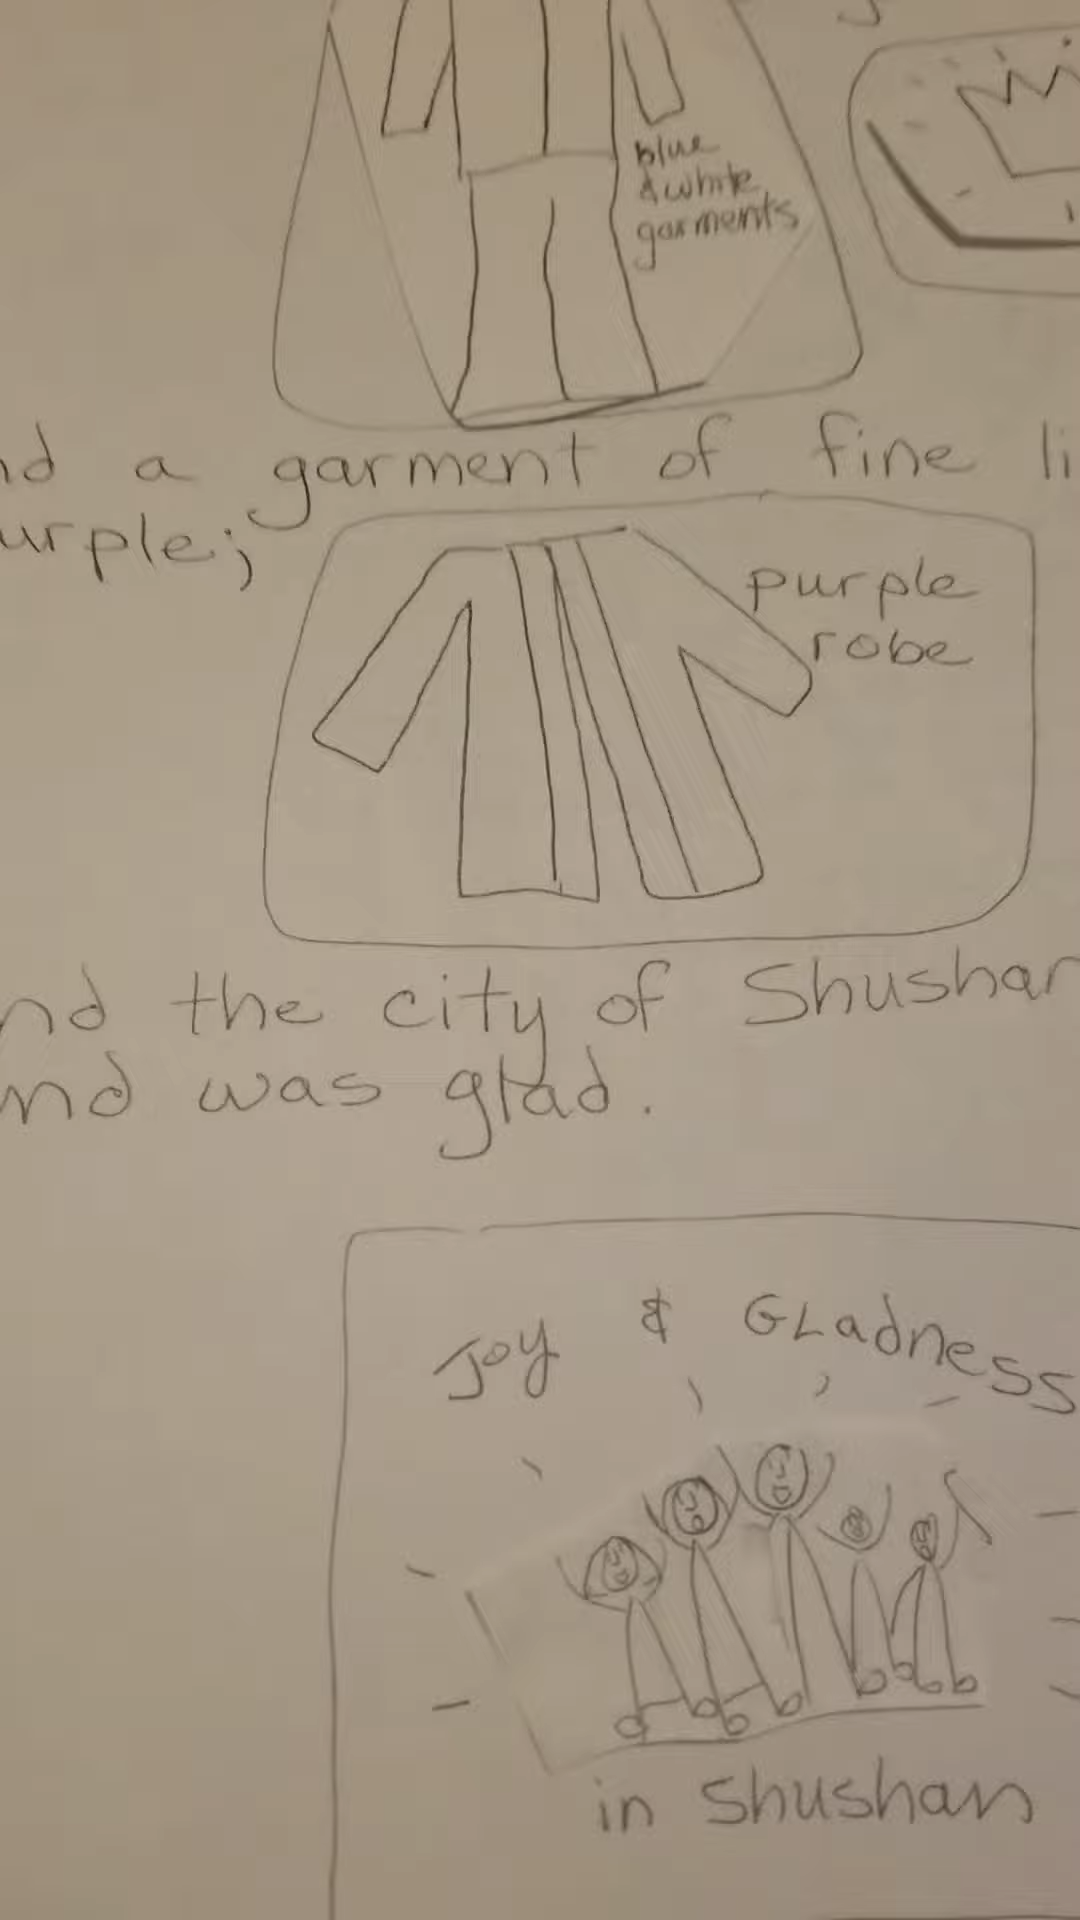 blue
& white
garments
nd a garment of fine li
urple;
purple
robe
nd the city of Shushan
nd was glad.
Joy & GLadness
in Shushan